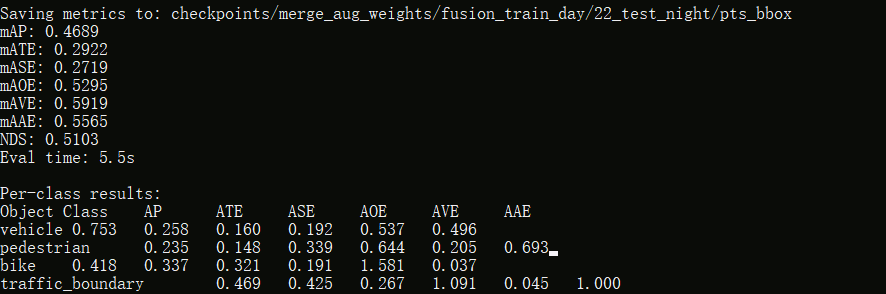 Saving metrics to: checkpoints/merge_aug_weights/fusion_train_day/22_test_night/pts_bbox
mAP: 0.4689
mATE: 0.2922
mASE: 0.2719
mAOE: 0.5295
mAVE: 0.5919
mAAE: 0.5565
NDS: 0.5103
Eval time: 5.5s
Per-class results:
Object Class AP ATE ASE AOE AVE AAE
vehicle 0.753 0.258 0.160 0.192 0.537 0.496
pedestrian 0.235 0.148 0.339 0.644 0.205 0.693
bike 0.418 0.337 0.321 0.191 1.581 0.037
traffic_boundary 0.469 0.425 0.267 1.091 0.045 1.000